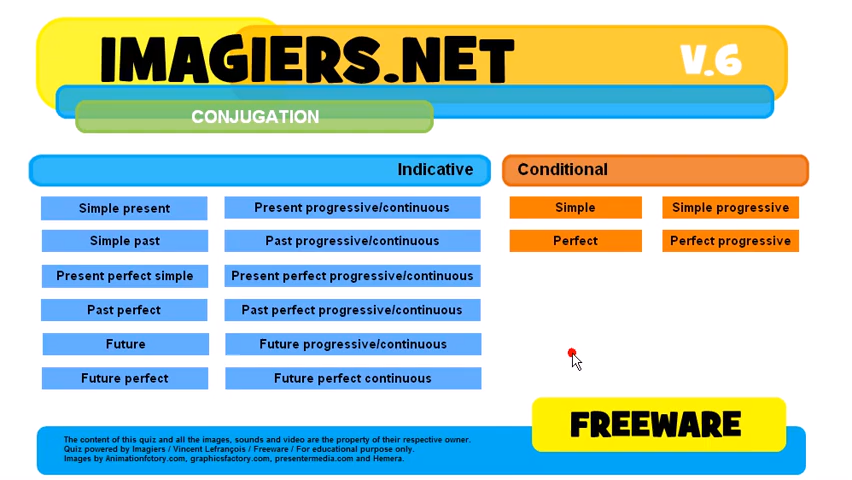 IMAGIERS.NET
V.6
CONJUGATION
Indicative
Conditional
Simple present
Present progressive/continuous
Simple
Simple progressive
Simple past
Past progressive/continuous
Perfect
Perfect progressive
Present perfect simple
Present perfect progressive/continuous
Past perfect
Past perfect progressive/continuous
Future
Future progressive/continuous
Future perfect
Future perfect continuous
FREEWARE
The content of this quiz and all the images, sounds and video are the property of their respective owner.
Quiz powered by Imagiers / Vincent Lefrançois / Freeware / For educational purpose only.
Images by Animationfotory.com, graphicsfactory.com, presentermedia.com and Hemera.